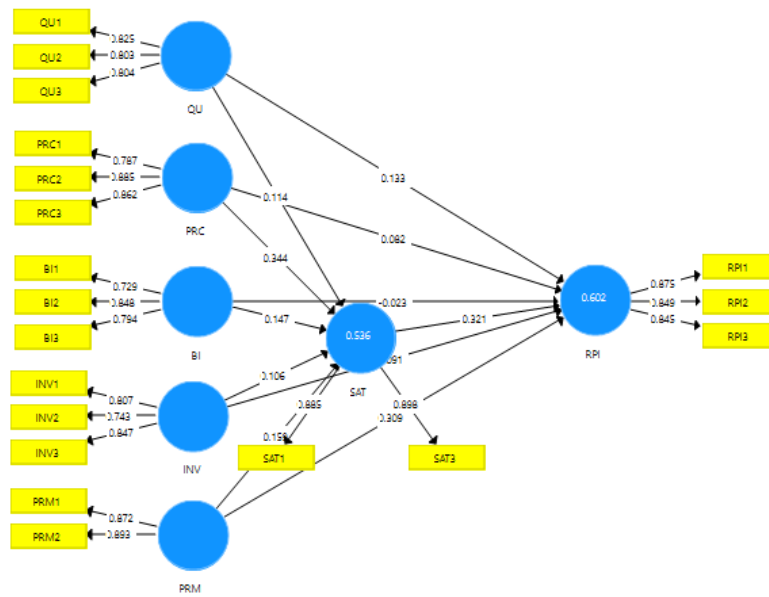 QU1
0.825
QU2
0.803
QU3
0.804
QU
0.133
PRC1
0.787
PRC2
0.885
PRC3
0.862
PRC
0.114
0.082
0.344
BI1
0.729
BI2
0.848
BI3
0.794
BI
-0.023
0.147
0.536
SAT
0.321
0.602
RPI
RPI1
0.875
RPI2
0.849
RPI3
0.845
INV1
0.807
INV2
0.743
INV3
0.847
INV
0.106
0.885
0.898
0.309
SAT1
SAT3
PRM1
0.872
PRM2
0.893
PRM